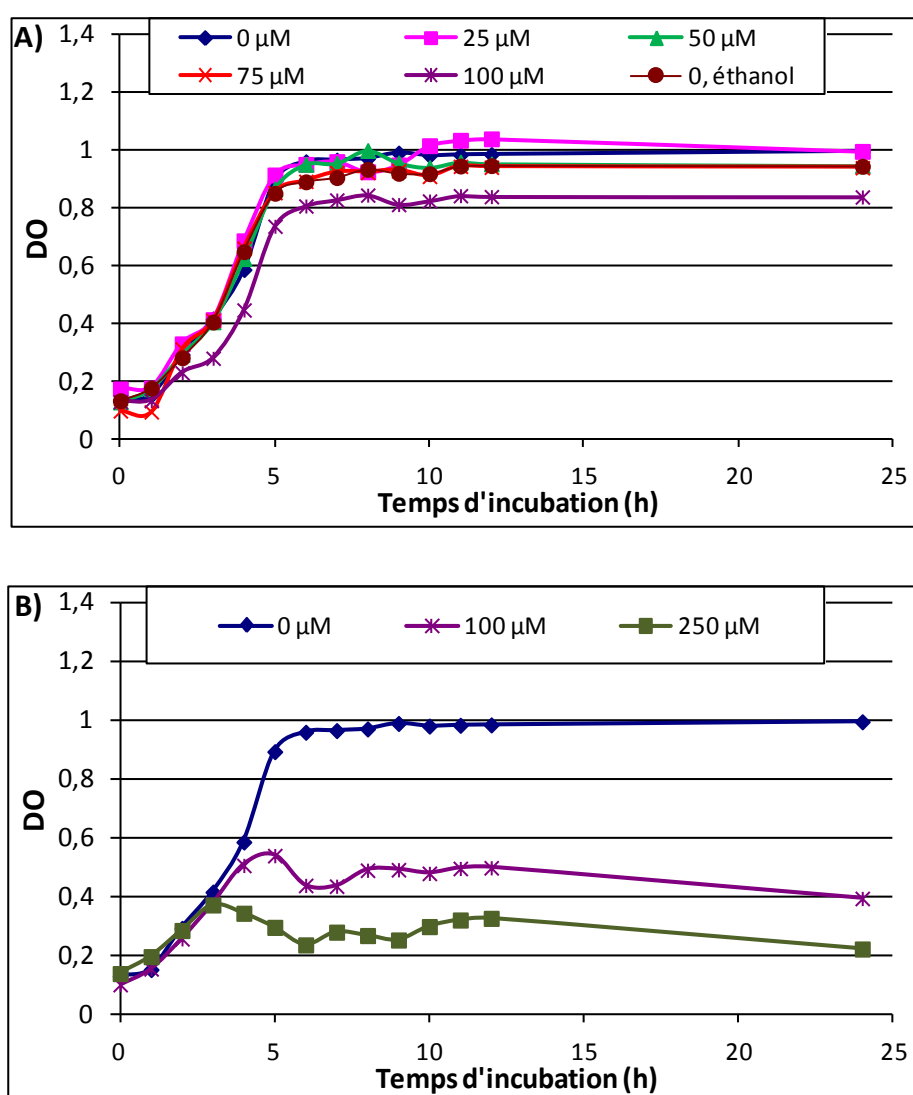 A)
0 µM 25 µM 50 µM
75 µM 100 µM 0, éthanol
1,4
1,2
1
0,8
0,6
0,4
0,2
0
DO
0 5 10 15 20 25
Temps d'incubation (h)
B)
0 µM 100 µM 250 µM
1,4
1,2
1
0,8
0,6
0,4
0,2
0
DO
0 5 10 15 20 25
Temps d'incubation (h)